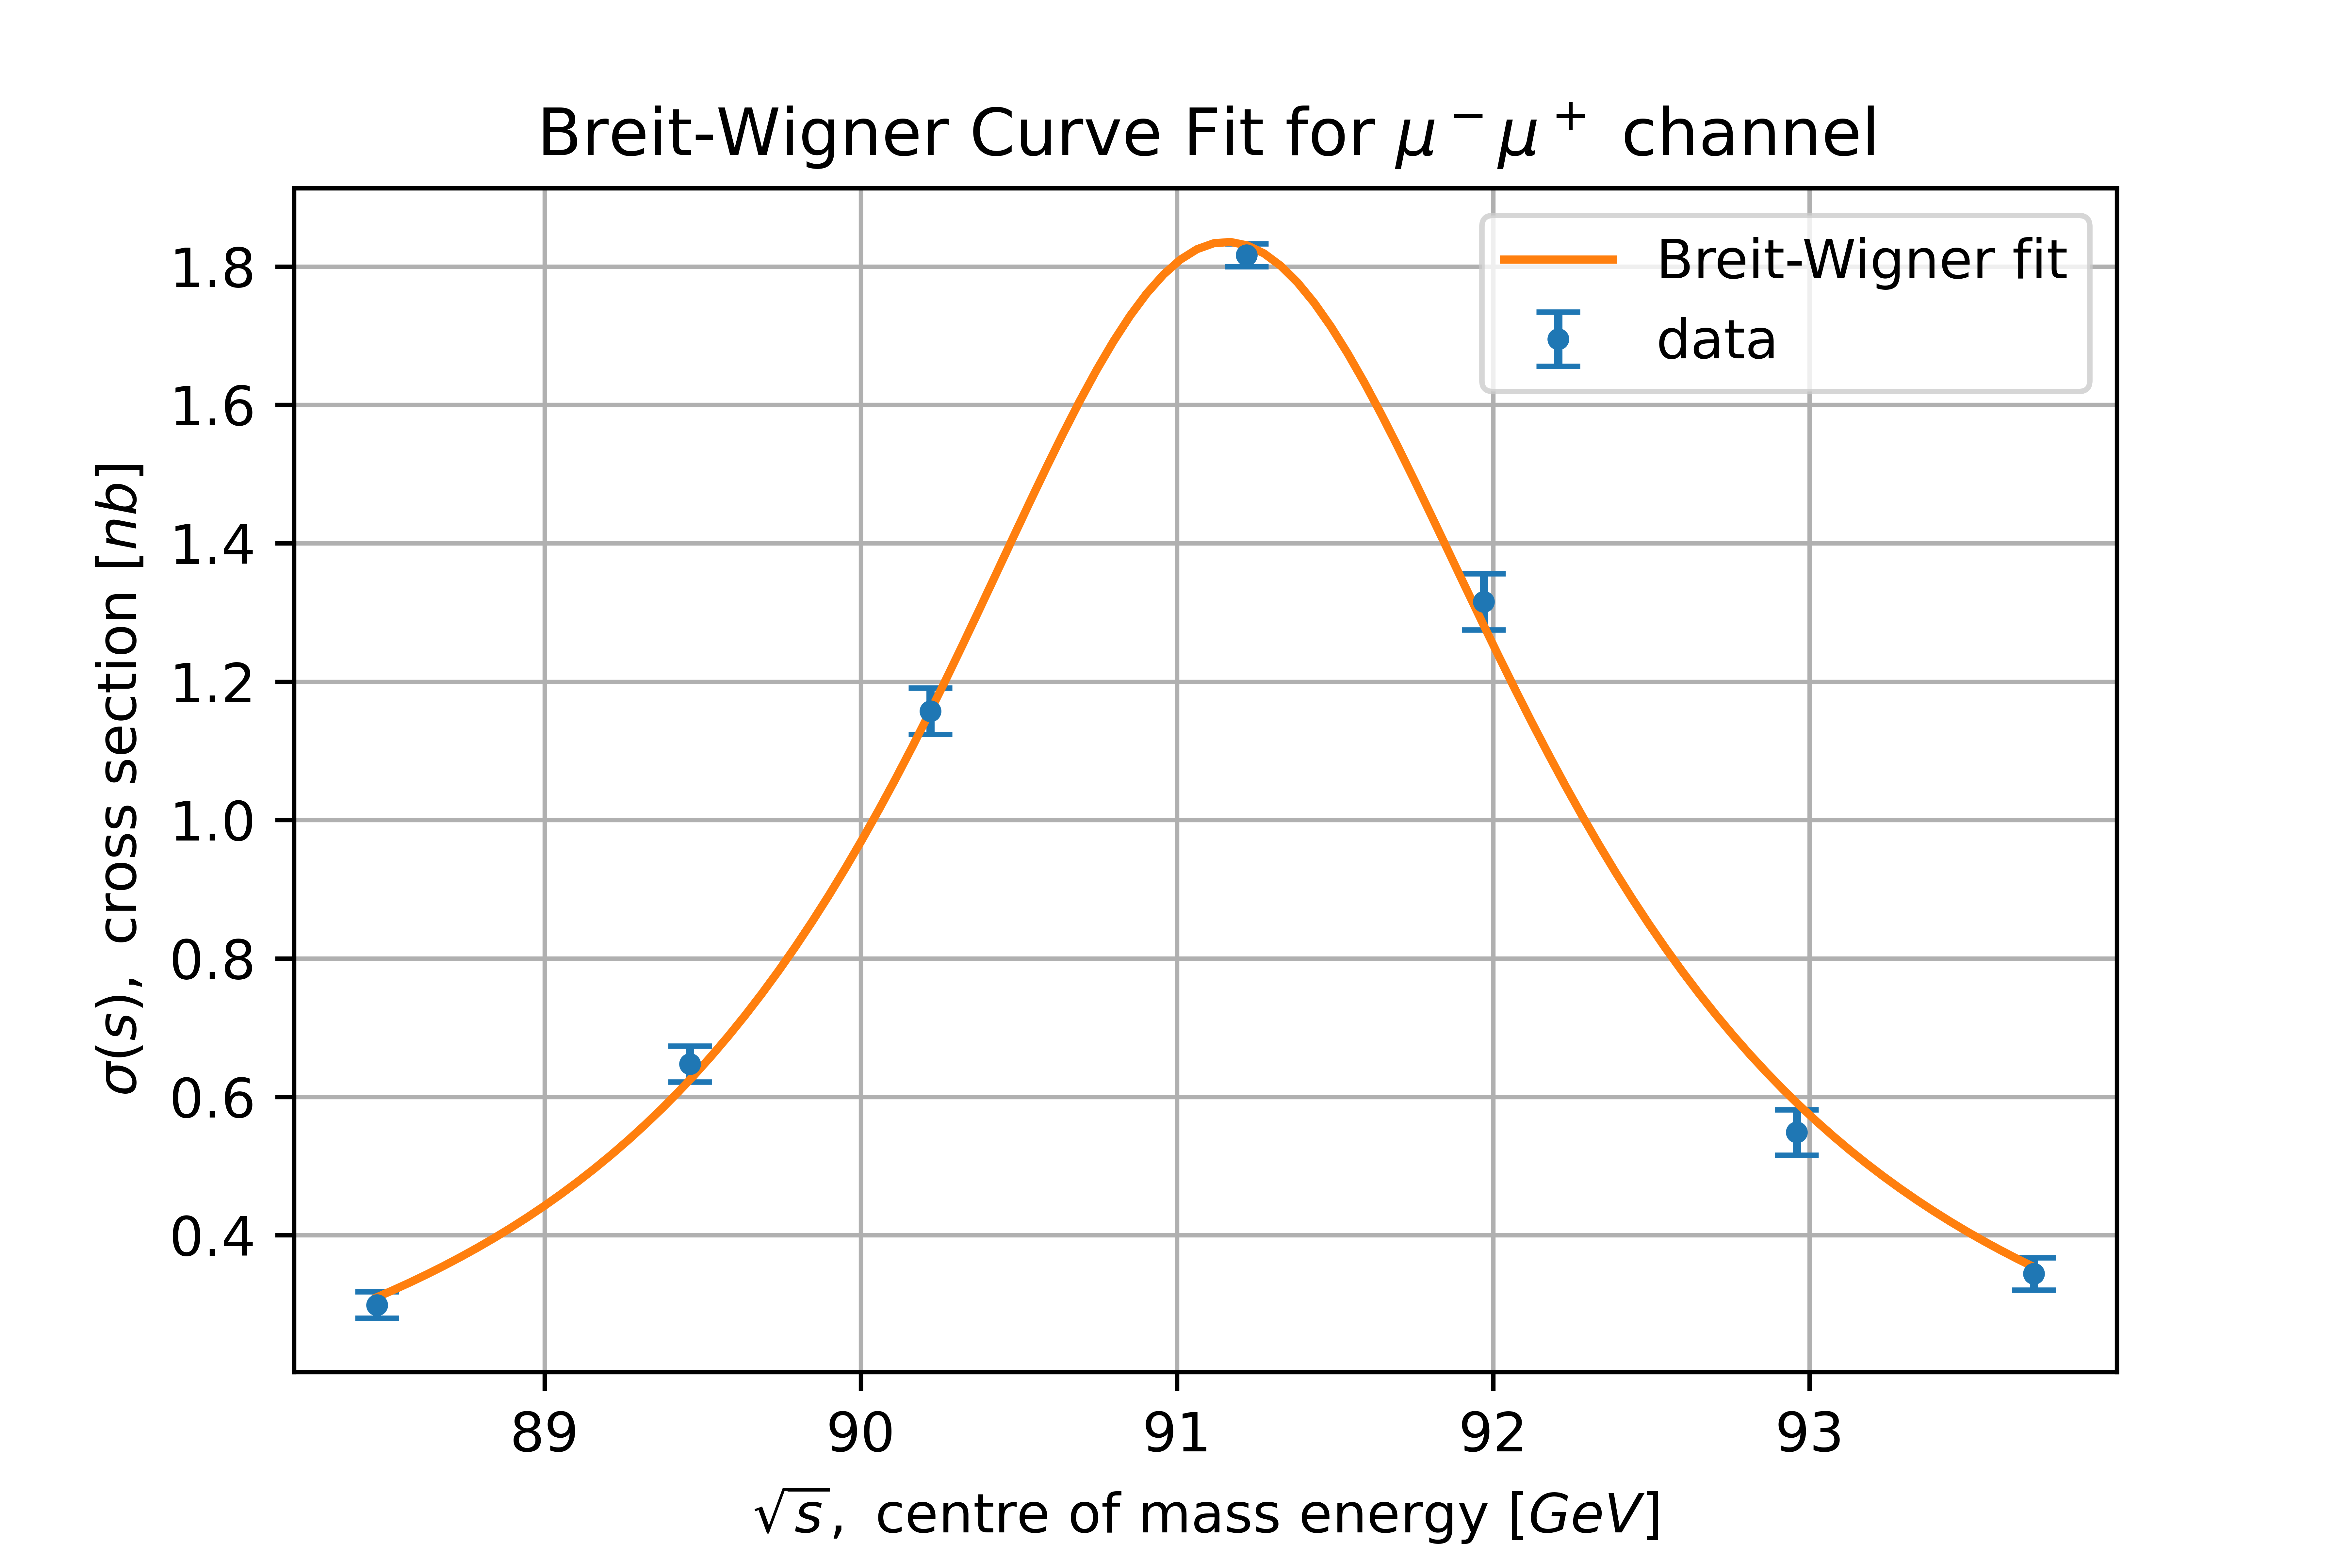 Breit-Wigner Curve Fit for μ⁻μ⁺ channel
Breit-Wigner fit
data
σ(s), cross section [nb]
1.8
1.6
1.4
1.2
1.0
0.8
0.6
0.4
89 90 91 92 93
√s, centre of mass energy [GeV]